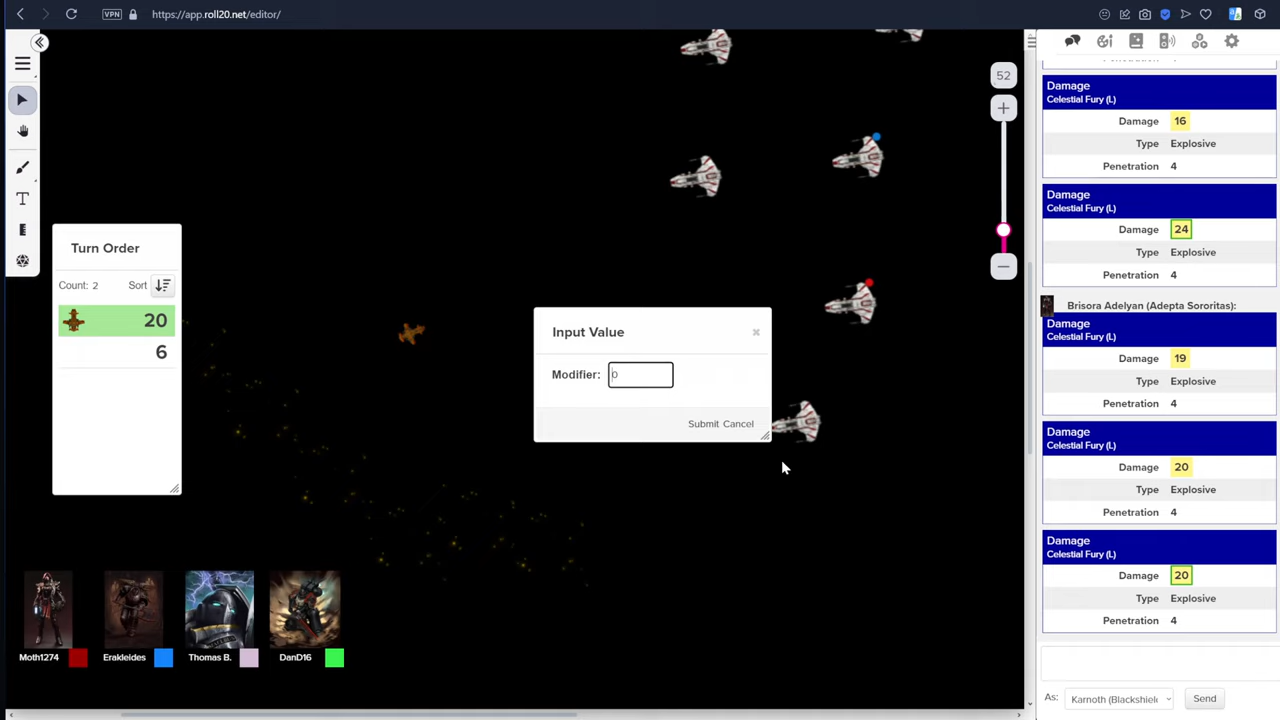 VPN https://app.roll20.net/editor/
52
Turn Order
Count: 2 Sort
20
6
Input Value
Modifier: 0
Submit Cancel
Moth1274
Erakleides
Thomas B.
DanD16
Damage
Celestial Fury (L)
Damage 16
Type Explosive
Penetration 4
Damage
Celestial Fury (L)
Damage 24
Type Explosive
Penetration 4
Brisora Adelyan (Adepta Sororitas):
Damage
Celestial Fury (L)
Damage 19
Type Explosive
Penetration 4
Damage
Celestial Fury (L)
Damage 20
Type Explosive
Penetration 4
Damage
Celestial Fury (L)
Damage 20
Type Explosive
Penetration 4
As: Karnoth (Blackshiel Send